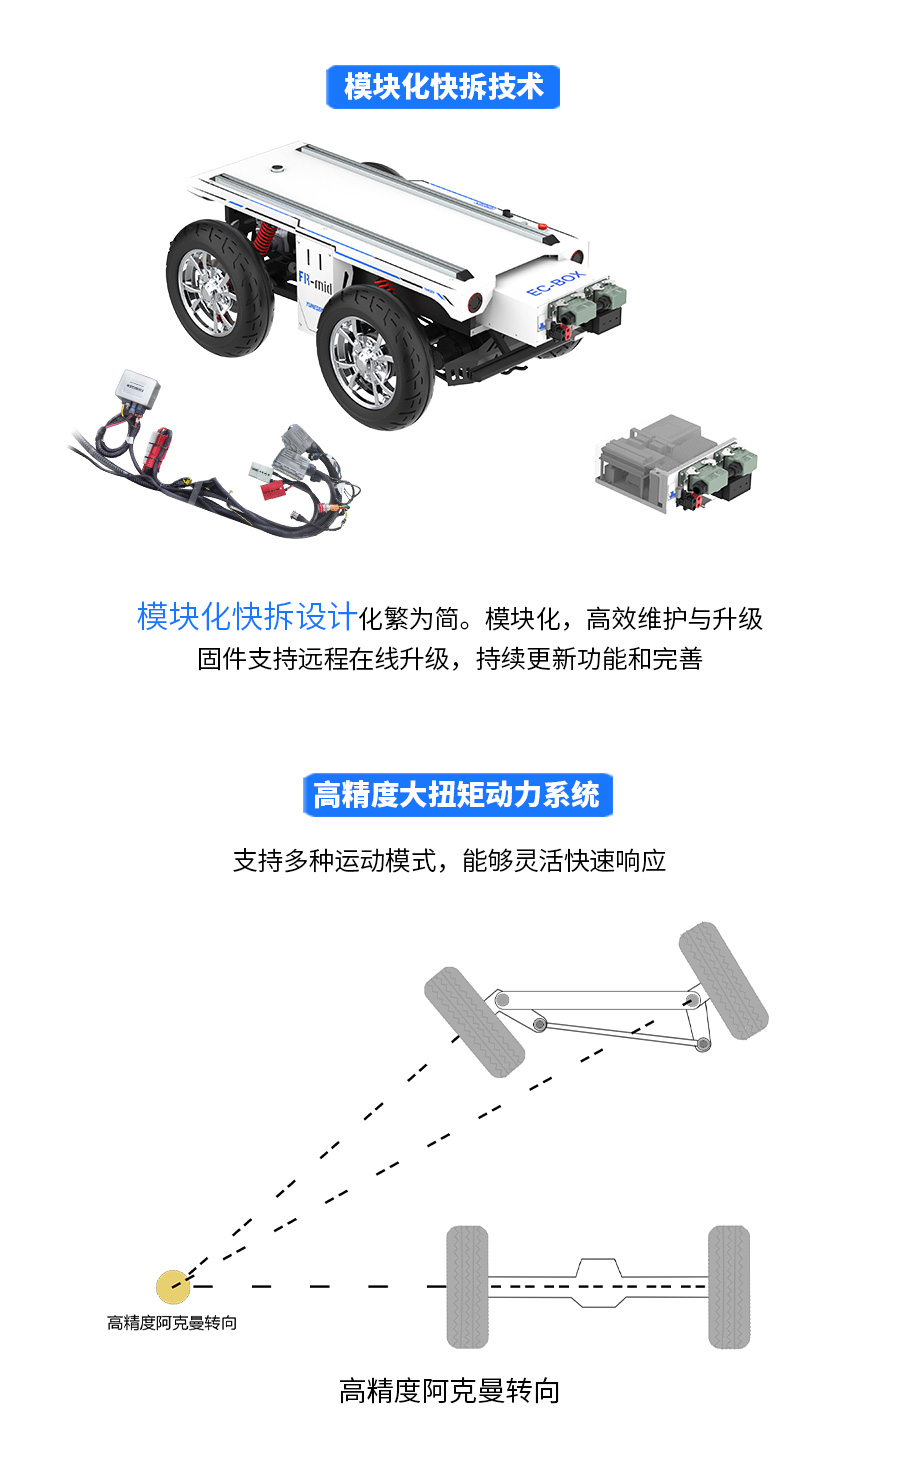 模块化快拆技术
FR-mid
EC-BOX
模块化快拆设计化繁为简。模块化，高效维护与升级
固件支持远程在线升级，持续更新功能和完善
高精度大扭矩动力系统
支持多种运动模式，能够灵活快速响应
高精度阿克曼转向
高精度阿克曼转向